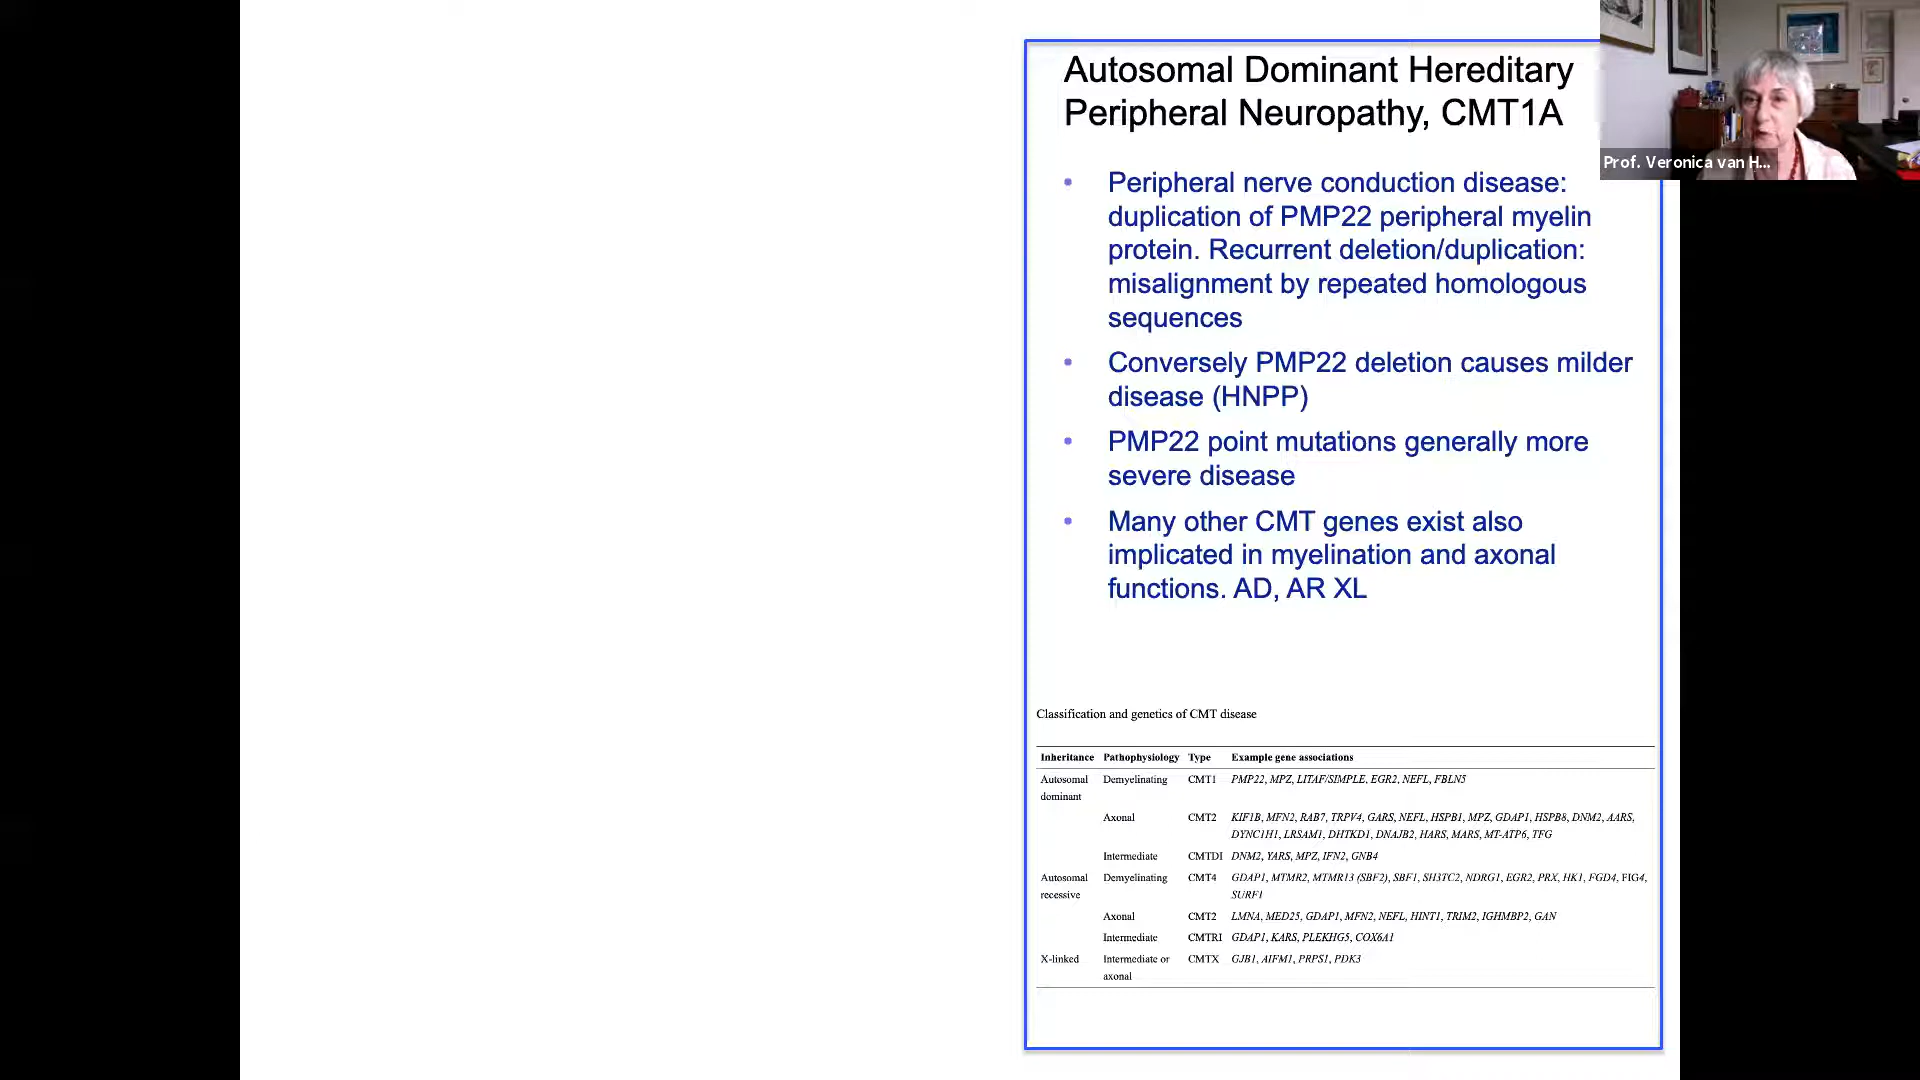 Autosomal Dominant Hereditary
Peripheral Neuropathy, CMT1A
Prof. Veronica van H...
• Peripheral nerve conduction disease:
duplication of PMP22 peripheral myelin
protein. Recurrent deletion/duplication:
misalignment by repeated homologous
sequences
• Conversely PMP22 deletion causes milder
disease (HNPP)
• PMP22 point mutations generally more
severe disease
• Many other CMT genes exist also
implicated in myelination and axonal
functions. AD, AR XL
Classification and genetics of CMT disease
Inheritance Pathophysiology Type Example gene associations
Autosomal Demyelinating CMT1 PMP22, MPZ, LITAF/SIMPLE, EGR2, NEFL, FBLN5
dominant
Axonal CMT2 KIF1B, MFN2, RAB7, TRPV4, GARS, NEFL, HSPB1, MPZ, GDAP1, HSPB8, DNM2, AARS,
DYNC1H1, LRSAM1, DHTKD1, DNAJB2, HARS, MARS, MT-ATP6, TFG
Intermediate CMTDI DNM2, YARS, MPZ, IFN2, GNB4
Autosomal Demyelinating CMT4 GDAP1, MTMR2, MTMR13 (SBF2), SBF1, SH3TC2, NDRG1, EGR2, PRX, HK1, FGD4, FIG4,
recessive SURF1
Axonal CMT2 LMNA, MED25, GDAP1, MFN2, NEFL, HINT1, TRIM2, IGHMBP2, GAN
Intermediate CMTRI GDAP1, KARS, PLEKHG5, COX6A1
X-linked Intermediate or CMTX GJB1, AIFM1, PRPS1, PDK3
axonal